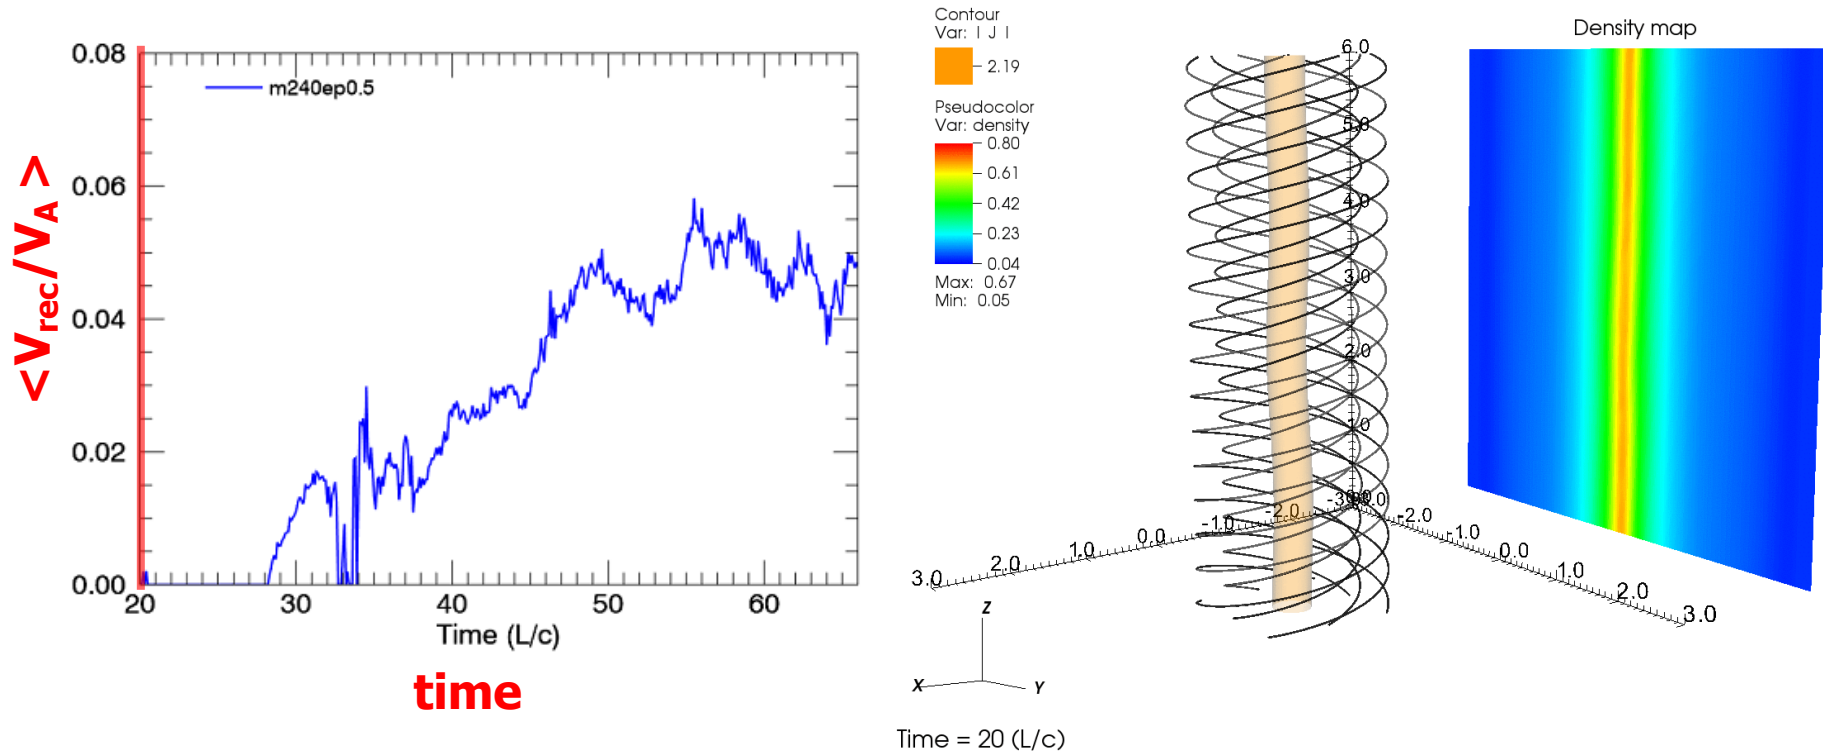 <V_rec/V_A>
0.08
0.06
0.04
0.02
0.00
m240ep0.5
20 30 40 50 60
Time (L/c)
time
Contour
Var: | J |
2.19
Pseudocolor
Var: density
0.80
0.61
0.42
0.23
0.04
Max: 0.67
Min: 0.05
6.0
5.0
4.0
3.0
2.0
1.0
3.0 2.0 1.0 0.0 -1.0 -2.0
-2.0 -1.0 0.0 1.0 2.0 3.0
Z
X
Y
Time = 20 (L/c)
Density map